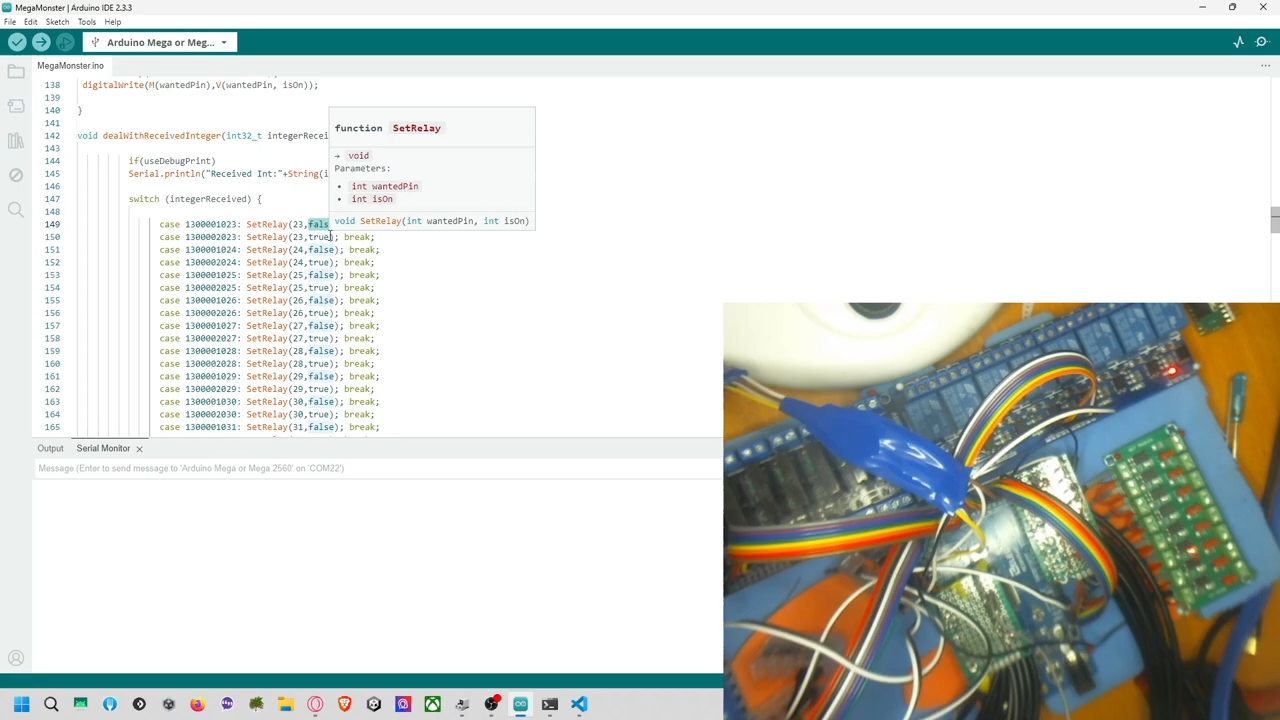 MegaMonster | Arduino IDE 2.3.3
File Edit Sketch Tools Help
Arduino Mega or Meg...
MegaMonster.ino
138 digitalWrite(M(wantedPin),V(wantedPin, isOn));
139
140 }
141
142 void dealWithReceivedInteger(int32_t integerRecei
143
144 if(useDebugPrint)
145 Serial.println("Received Int:"+String(i
146
147 switch (integerReceived) {
148
149 case 1300001023: SetRelay(23,fals
150 case 1300002023: SetRelay(23,true); break;
151 case 1300001024: SetRelay(24,false); break;
152 case 1300002024: SetRelay(24,true); break;
153 case 1300001025: SetRelay(25,false); break;
154 case 1300002025: SetRelay(25,true); break;
155 case 1300001026: SetRelay(26,false); break;
156 case 1300002026: SetRelay(26,true); break;
157 case 1300001027: SetRelay(27,false); break;
158 case 1300002027: SetRelay(27,true); break;
159 case 1300001028: SetRelay(28,false); break;
160 case 1300002028: SetRelay(28,true); break;
161 case 1300001029: SetRelay(29,false); break;
162 case 1300002029: SetRelay(29,true); break;
163 case 1300001030: SetRelay(30,false); break;
164 case 1300002030: SetRelay(30,true); break;
165 case 1300001031: SetRelay(31,false); break;
function SetRelay
→ void
Parameters:
• int wantedPin
• int isOn
void SetRelay(int wantedPin, int isOn)
Output Serial Monitor
Message (Enter to send message to 'Arduino Mega or Mega 2560' on 'COM22')